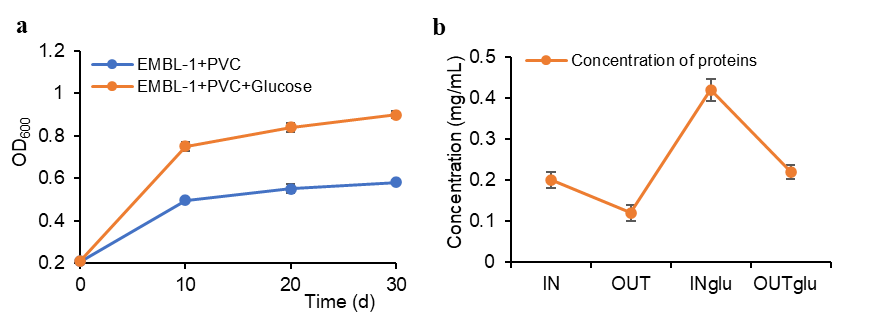 a
1.2
1
0.8
0.6
0.4
0.2
OD600
EMBL-1+PVC
EMBL-1+PVC+Glucose
0
10
20
30
Time (d)
b
0.5
0.4
0.3
0.2
0.1
0
Concentration (mg/mL)
Concentration of proteins
IN
OUT
INglu
OUTglu